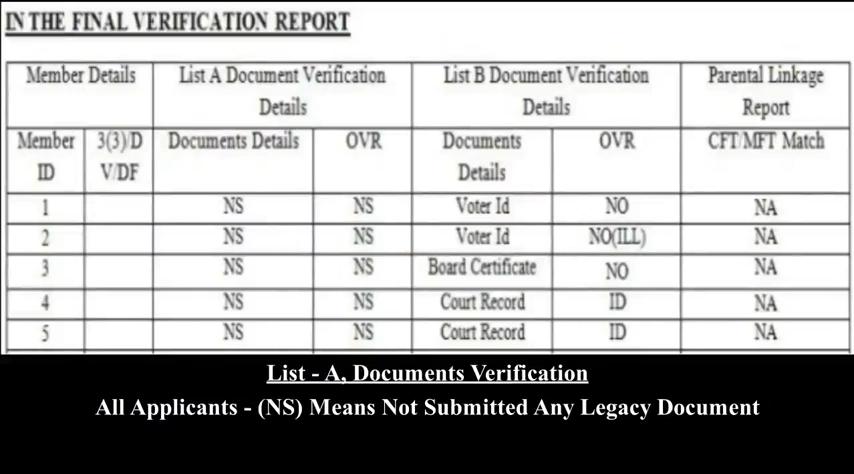 IN THE FINAL VERIFICATION REPORT
Member Details List A Document Verification Details List B Document Verification Details Parental Linkage Report
Member ID 3(3)/D V/DF Documents Details OVR Documents Details OVR CFT/MFT Match
1 NS NS Voter Id NO NA
2 NS NS Voter Id NO(ILL) NA
3 NS NS Board Certificate NO NA
4 NS NS Court Record ID NA
5 NS NS Court Record ID NA
List - A, Documents Verification
All Applicants - (NS) Means Not Submitted Any Legacy Document